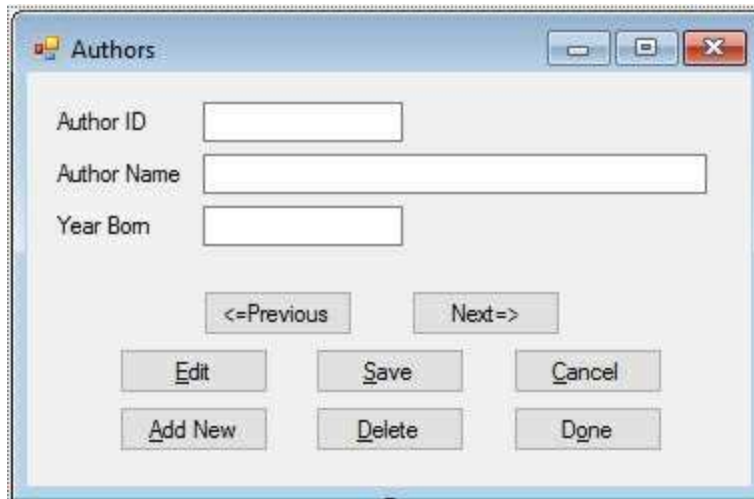 Authors
Author ID
Author Name
Year Born
<=Previous Next=>
Edit Save Cancel
Add New Delete Done